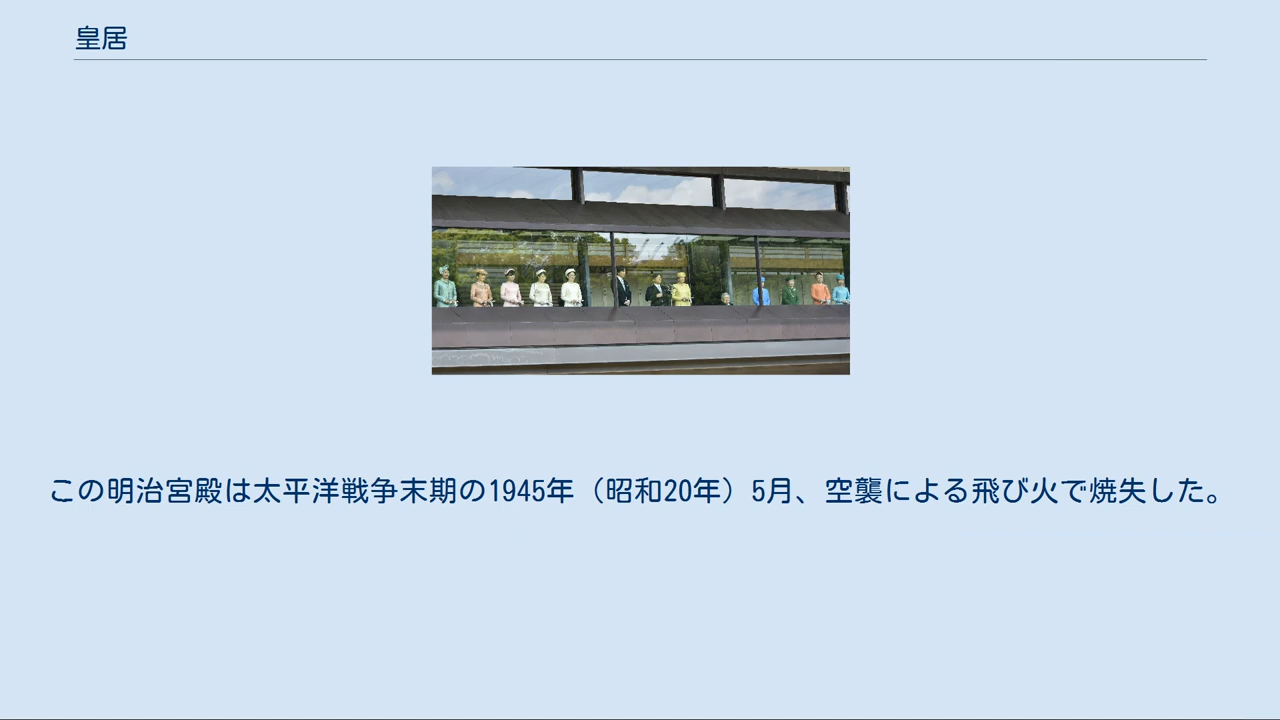 皇居
この明治宮殿は太平洋戦争末期の1945年（昭和20年）5月、空襲による飛び火で焼失した。